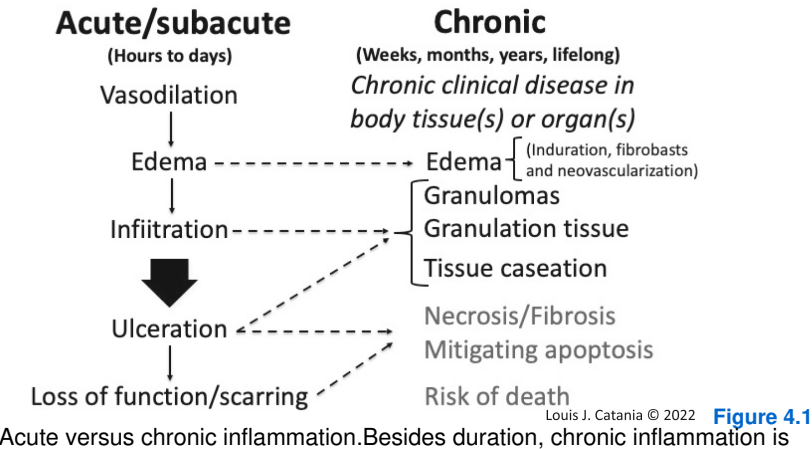 Acute/subacute
(Hours to days)
Vasodilation
Edema
Infiitration
Ulceration
Loss of function/scarring
Chronic
(Weeks, months, years, lifelong)
Chronic clinical disease in
body tissue(s) or organ(s)
Edema
(Induration, fibrobasts
and neovascularization)
Granulomas
Granulation tissue
Tissue caseation
Necrosis/Fibrosis
Mitigating apoptosis
Risk of death
Louis J. Catania © 2022
Figure 4.1
Acute versus chronic inflammation.Besides duration, chronic inflammation is